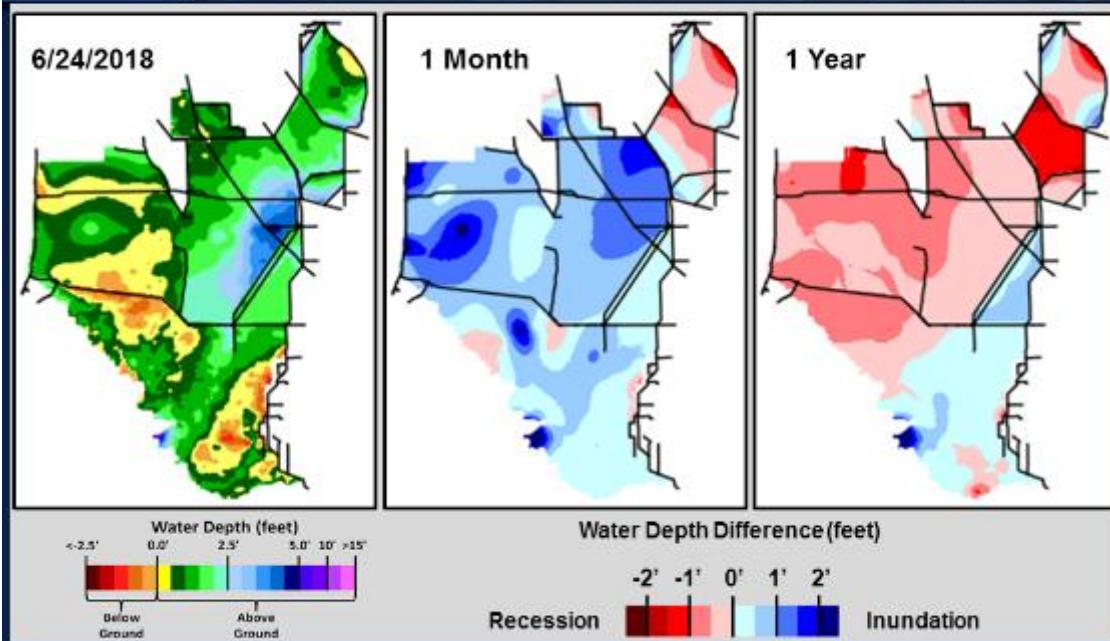 6/24/2018
1 Month
1 Year
Water Depth (feet)
<-2.5' 0.0' 2.5' 5.0' 10' >15'
Below Ground
Above Ground
Water Depth Difference (feet)
-2' -1' 0' 1' 2'
Recession
Inundation